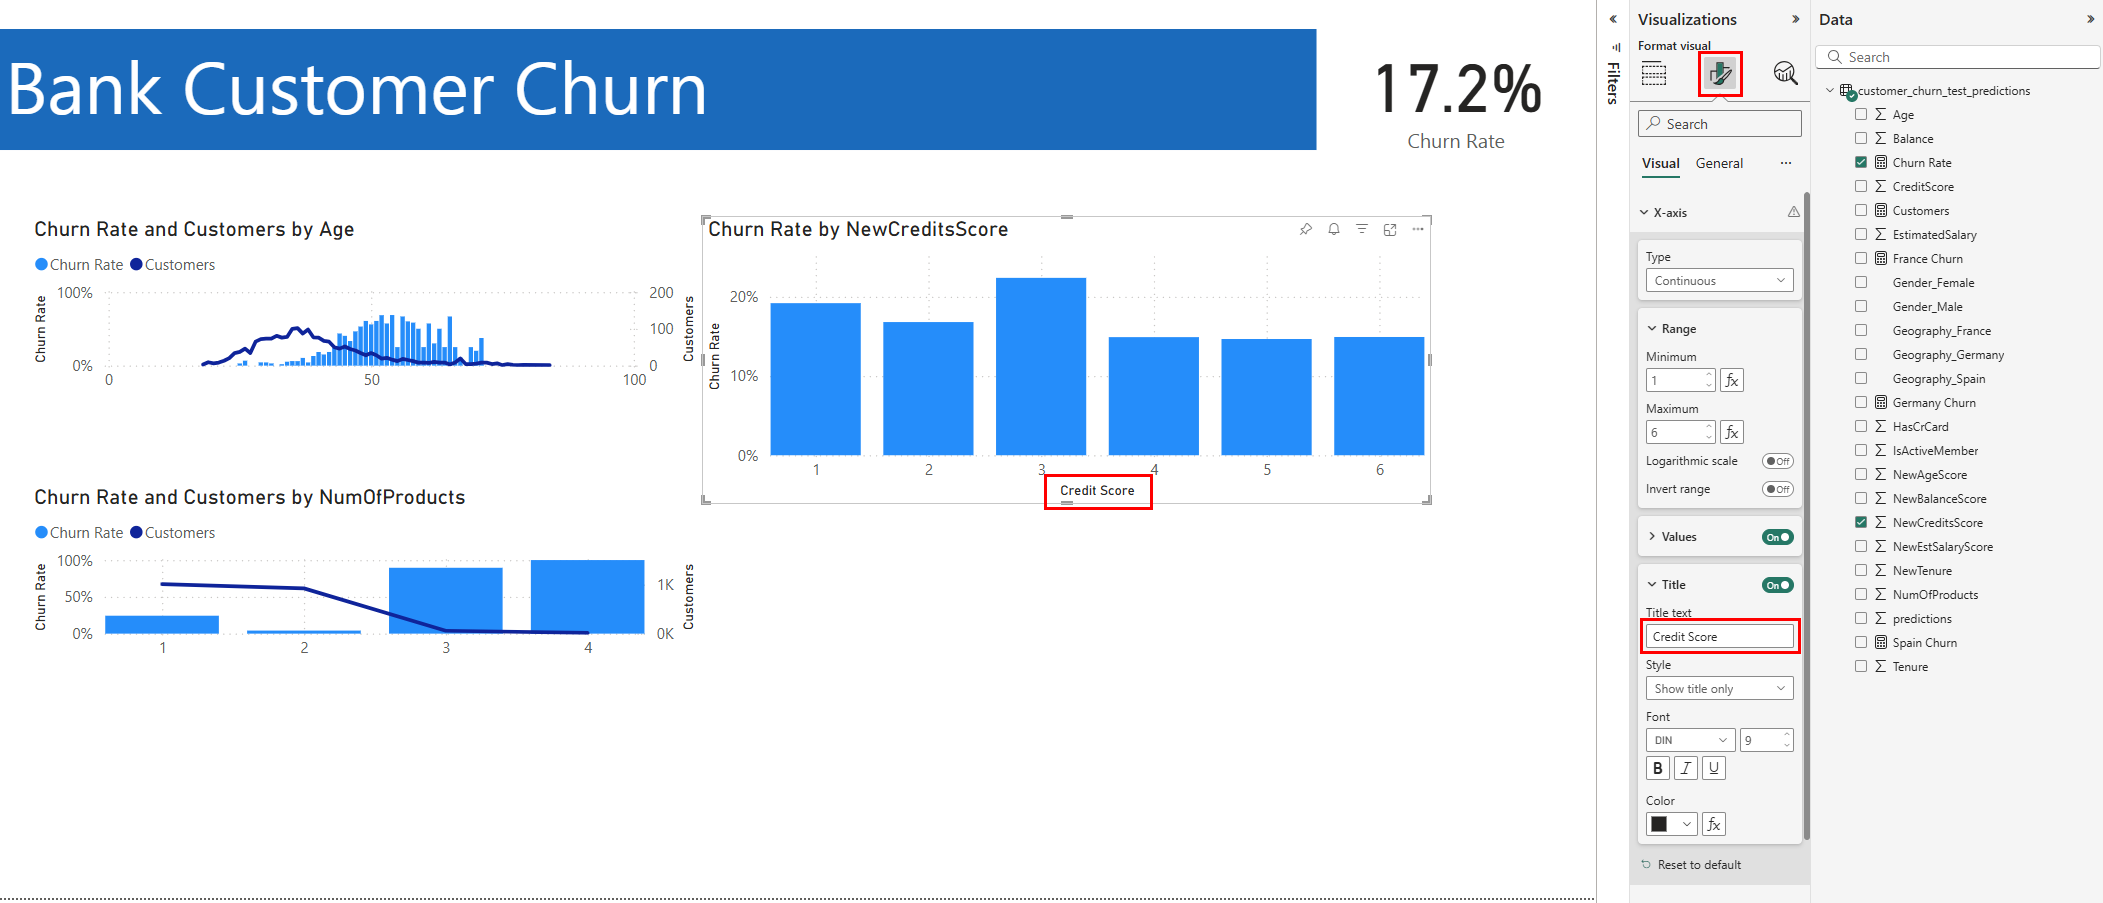 Bank Customer Churn
17.2%
Churn Rate
Churn Rate and Customers by Age
Churn Rate Customers
100%
0%
Churn Rate
200
100
0
Customers
0 50 100
Churn Rate and Customers by NumOfProducts
Churn Rate Customers
100%
50%
0%
Churn Rate
1K
0K
Customers
1 2 3 4
Churn Rate by NewCreditsScore
20%
10%
0%
Churn Rate
1 2 3 4 5 6
Credit Score
Filters
Visualizations
Format visual
Search
Visual General
X-axis
Type
Continuous
Range
Minimum
1
fx
Maximum
6
fx
Logarithmic scale Off
Invert range Off
Values On
Title On
Title text
Credit Score
Style
Show title only
Font
DIN 9
B I U
Color
fx
Reset to default
Data
Search
customer_churn_test_predictions
Age
Balance
Churn Rate
CreditScore
Customers
EstimatedSalary
France Churn
Gender_Female
Gender_Male
Geography_France
Geography_Germany
Geography_Spain
Germany Churn
HasCrCard
IsActiveMember
NewAgeScore
NewBalanceScore
NewCreditsScore
NewEstSalaryScore
NewTenure
NumOfProducts
predictions
Spain Churn
Tenure